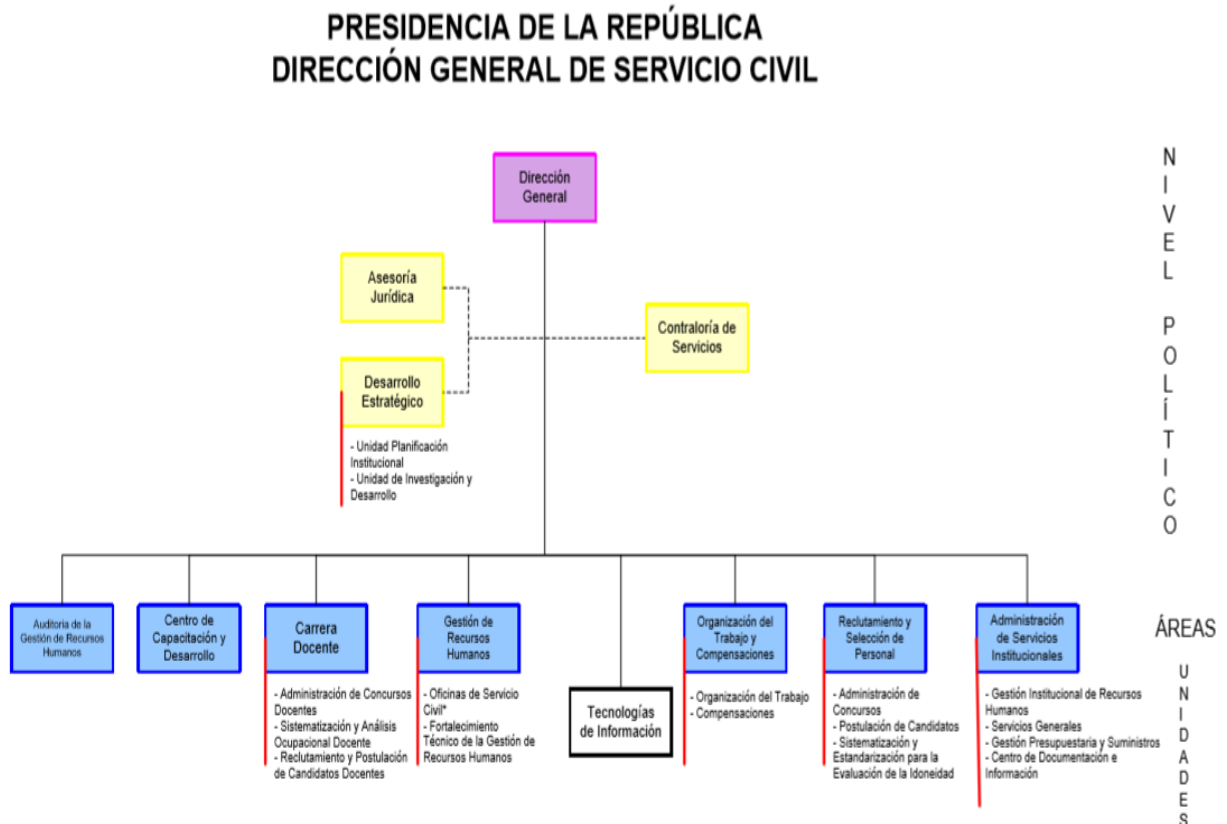 PRESIDENCIA DE LA REPÚBLICA
DIRECCIÓN GENERAL DE SERVICIO CIVIL
Dirección
General
Asesoría
Jurídica
Contraloría de
Servicios
Desarrollo
Estratégico
- Unidad Planificación
Institucional
- Unidad de Investigación y
Desarrollo
NIVEL POLÍTICO
Auditoria de la
Gestión de Recursos
Humanos
Centro de
Capacitación y
Desarrollo
Carrera
Docente
- Administración de Concursos
Docentes
- Sistematización y Análisis
Ocupacional Docente
- Reclutamiento y Postulación
de Candidatos Docentes
Gestión de
Recursos
Humanos
- Oficinas de Servicio
Civil*
- Fortalecimiento
Técnico de la Gestión de
Recursos Humanos
Tecnologías
de Información
Organización del
Trabajo y
Compensaciones
- Organización del Trabajo
- Compensaciones
Reclutamiento y
Selección de
Personal
- Administración de
Concursos
- Postulación de Candidatos
- Sistematización y
Estandarización para la
Evaluación de la Idoneidad
Administración
de Servicios
Institucionales
- Gestión Institucional de Recursos
Humanos
- Servicios Generales
- Gestión Presupuestaria y Suministros
- Centro de Documentación e
Información
ÁREAS
UNIDADES